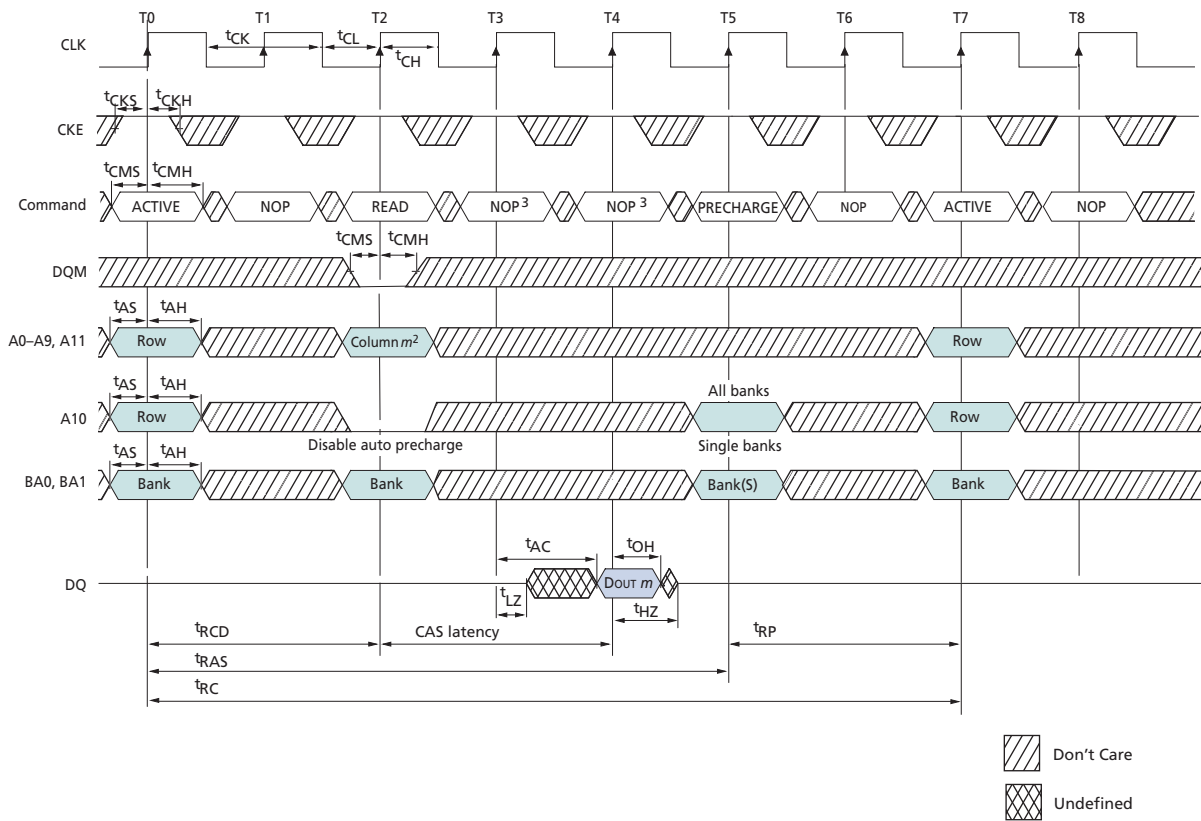 T0 T1 T2 T3 T4 T5 T6 T7 T8
CLK tCK tCL
tCH
tCKS tCKH
CKE
tCMS tCMH
Command ACTIVE NOP READ NOP3 NOP3 PRECHARGE NOP ACTIVE NOP
tCMS tCMH
DQM
tAS tAH
A0–A9, A11 Row Column m2 Row
tAS tAH All banks
A10 Row Row
Disable auto precharge Single banks
tAS tAH
BA0, BA1 Bank Bank Bank(S) Bank
tAC tOH
DQ DOUT m
tLZ tHZ
tRCD CAS latency tRP
tRAS
tRC
Don't Care
Undefined